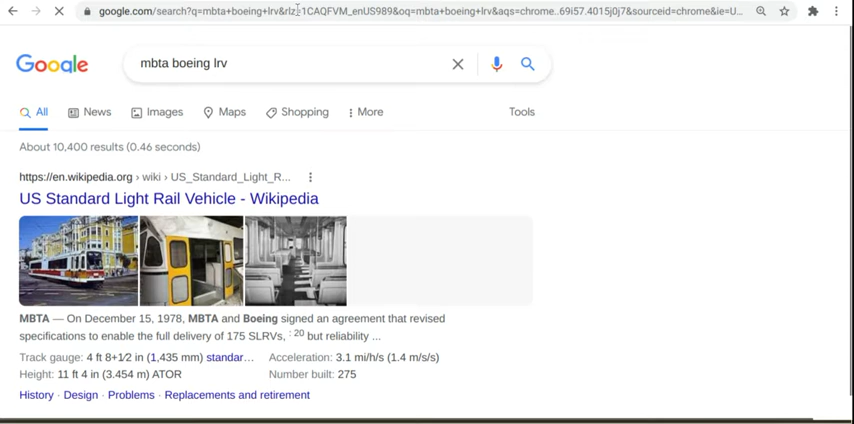 google.com/search?q=mbta+boeing+lrv&rlz=1CAQFVM_enUS989&oq=mbta+boeing+lrv&aqs=chrome..69i57.4015j0j7&sourceid=chrome&ie=U...
Google
mbta boeing lrv
All News Images Maps Shopping More Tools
About 10,400 results (0.46 seconds)
https://en.wikipedia.org › wiki › US_Standard_Light_R...
US Standard Light Rail Vehicle - Wikipedia
MBTA — On December 15, 1978, MBTA and Boeing signed an agreement that revised
specifications to enable the full delivery of 175 SLRVs, : 20 but reliability ...
Track gauge: 4 ft 8+1⁄2 in (1,435 mm) standar... Acceleration: 3.1 mi/h/s (1.4 m/s/s)
Height: 11 ft 4 in (3.454 m) ATOR Number built: 275
History · Design · Problems · Replacements and retirement